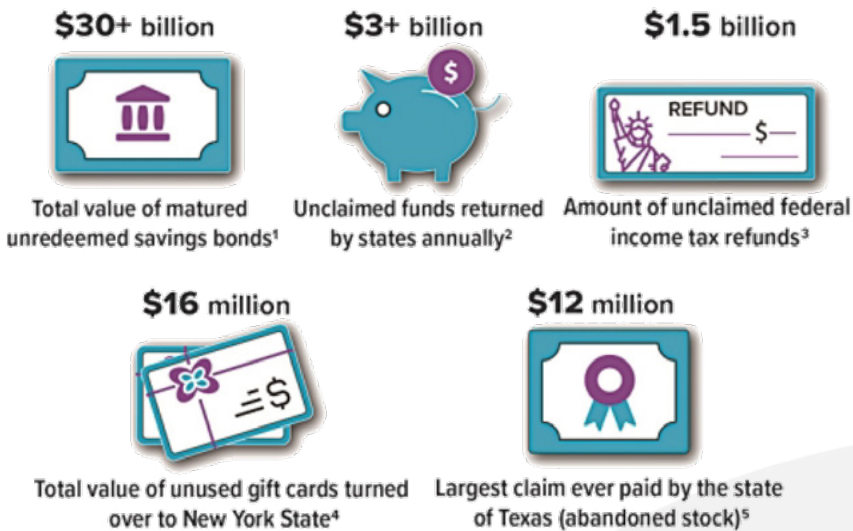 $30+ billion
$3+ billion
$1.5 billion
$
REFUND
$
Total value of matured
unredeemed savings bonds¹
Unclaimed funds returned
by states annually²
Amount of unclaimed federal
income tax refunds³
$16 million
$12 million
$
Total value of unused gift cards turned
over to New York State⁴
Largest claim ever paid by the state
of Texas (abandoned stock)⁵